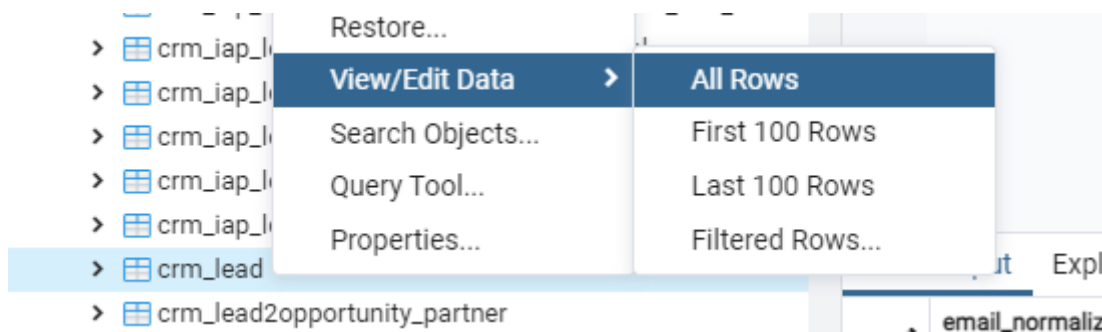 Restore...
crm_iap_l
View/Edit Data
All Rows
crm_iap_l
First 100 Rows
crm_iap_l
Search Objects...
crm_iap_l
Query Tool...
Last 100 Rows
crm_iap_l
Properties...
Filtered Rows...
crm_lead
Expl
crm_lead2opportunity_partner
email_normaliz